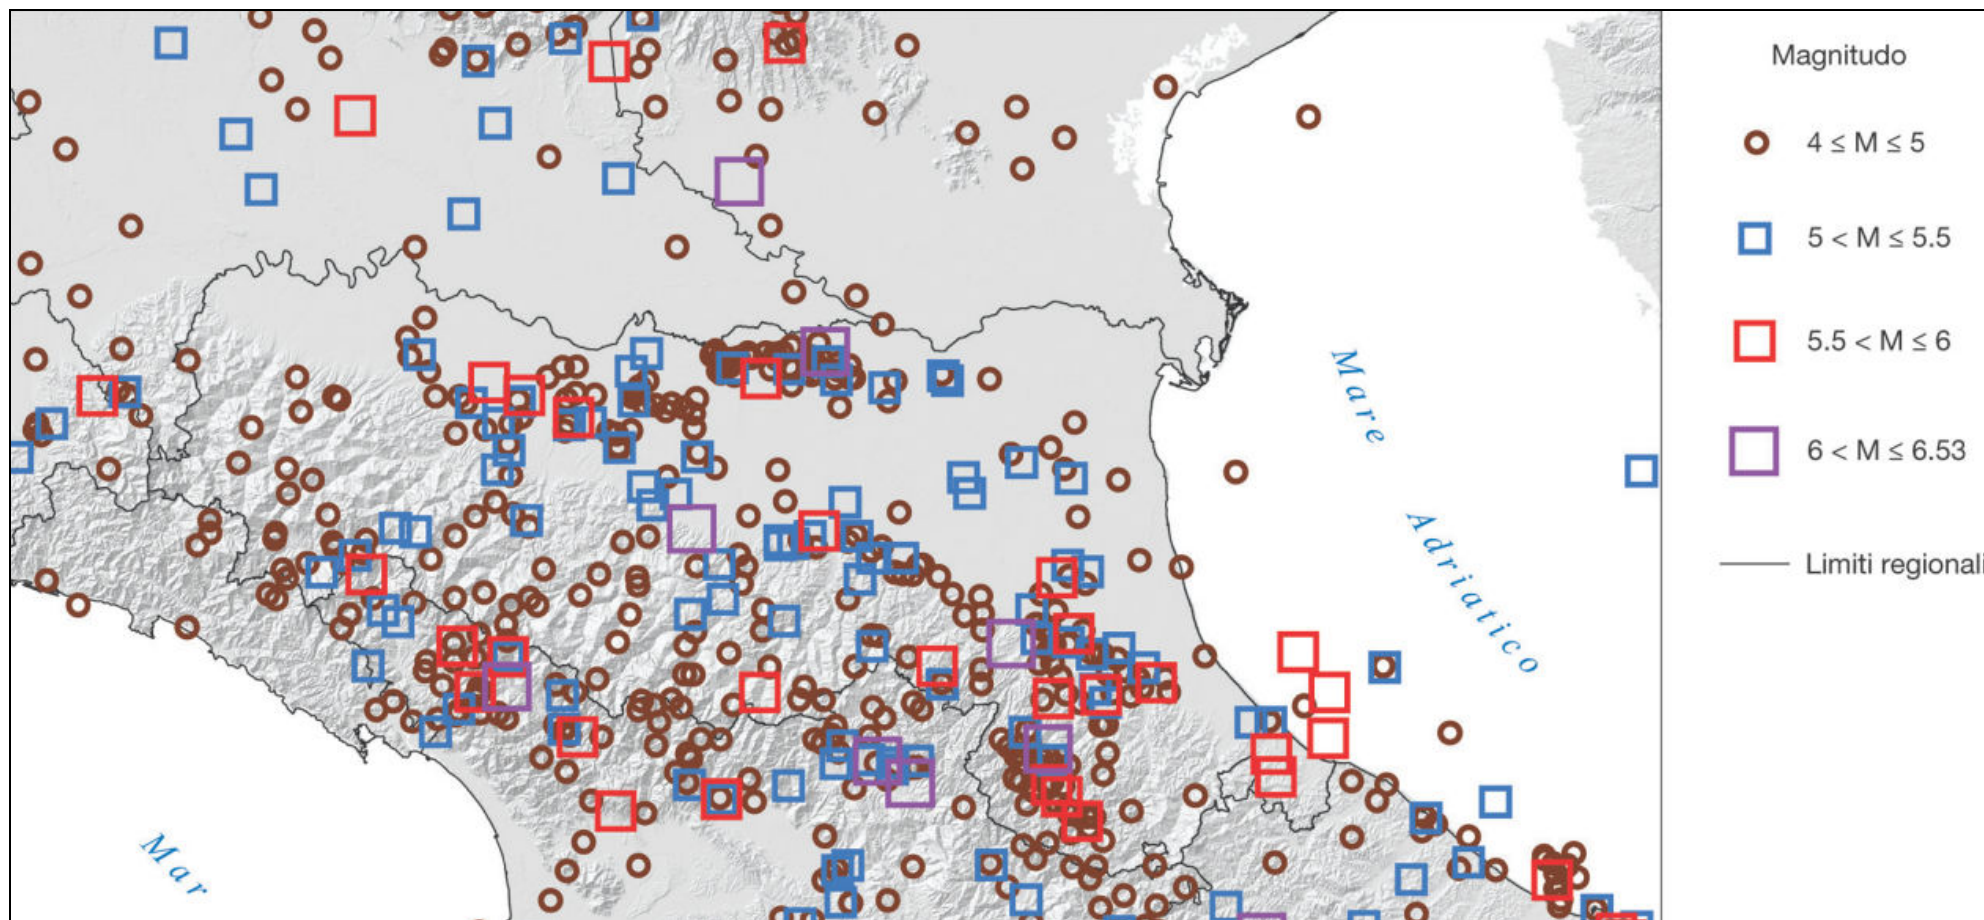 Magnitudo
4 ≤ M ≤ 5
5 < M ≤ 5.5
5.5 < M ≤ 6
6 < M ≤ 6.53
Limiti regionali
Mare
Adriatico
Mar